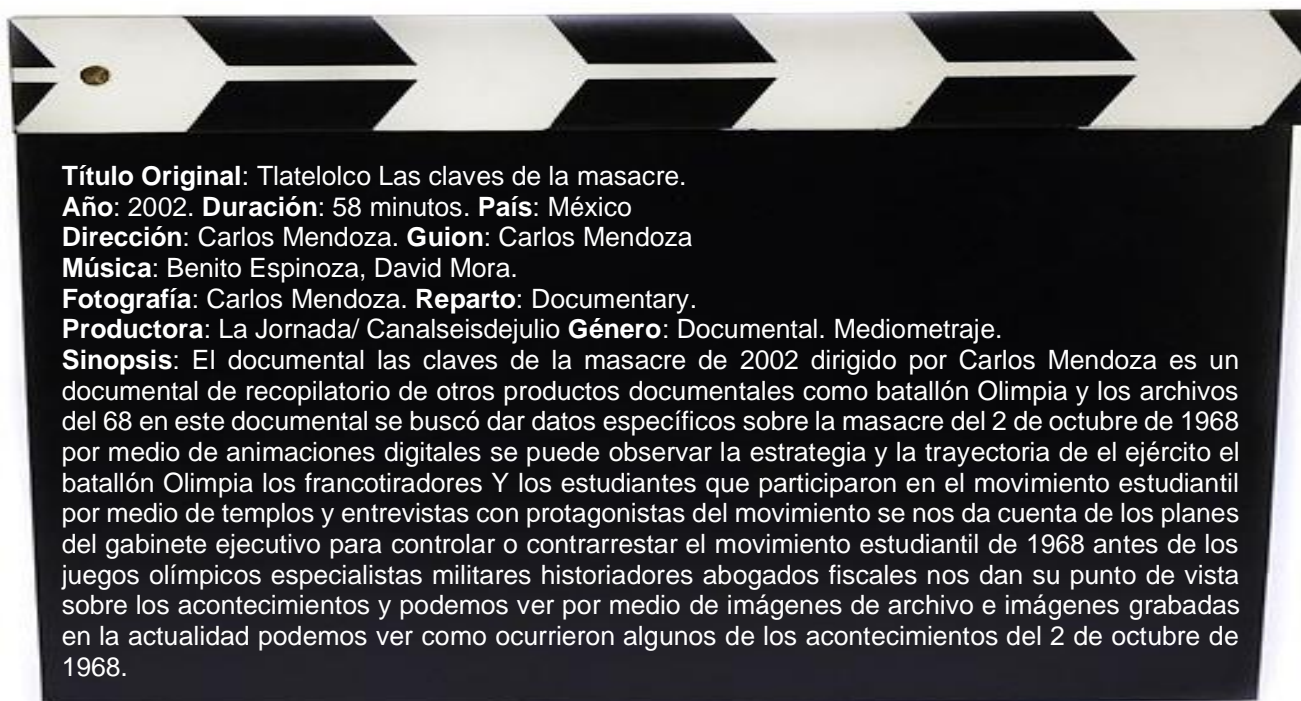 Título Original: Tlatelolco Las claves de la masacre.
Año: 2002. Duración: 58 minutos. País: México
Dirección: Carlos Mendoza. Guion: Carlos Mendoza
Música: Benito Espinoza, David Mora.
Fotografía: Carlos Mendoza. Reparto: Documentary.
Productora: La Jornada/ Canalseisdejulio Género: Documental. Mediometraje.
Sinopsis: El documental las claves de la masacre de 2002 dirigido por Carlos Mendoza es un
documental de recopilatorio de otros productos documentales como batallón Olimpia y los archivos
del 68 en este documental se buscó dar datos específicos sobre la masacre del 2 de octubre de 1968
por medio de animaciones digitales se puede observar la estrategia y la trayectoria de el ejército el
batallón Olimpia los francotiradores Y los estudiantes que participaron en el movimiento estudiantil
por medio de templos y entrevistas con protagonistas del movimiento se nos da cuenta de los planes
del gabinete ejecutivo para controlar o contrarrestar el movimiento estudiantil de 1968 antes de los
juegos olímpicos especialistas militares historiadores abogados fiscales nos dan su punto de vista
sobre los acontecimientos y podemos ver por medio de imágenes de archivo e imágenes grabadas
en la actualidad podemos ver como ocurrieron algunos de los acontecimientos del 2 de octubre de
1968.